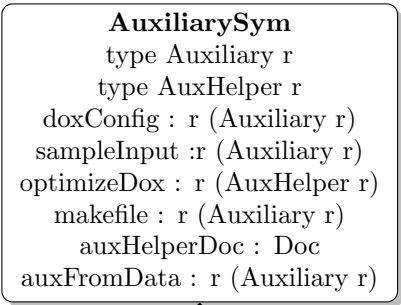 AuxiliarySym
type Auxiliary r
type AuxHelper r
doxConfig : r (Auxiliary r)
sampleInput :r (Auxiliary r)
optimizeDox : r (AuxHelper r)
makefile : r (Auxiliary r)
auxHelperDoc : Doc
auxFromData : r (Auxiliary r)